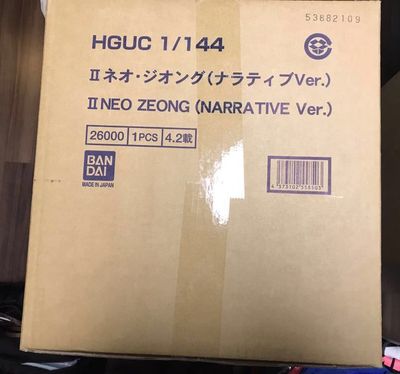 53682109
HGUC 1/144
IIネオ・ジオング(ナラティブVer.)
II NEO ZEONG (NARRATIVE Ver.)
26000 1PCS 4.2載
BAN
DAI
MADE IN JAPAN